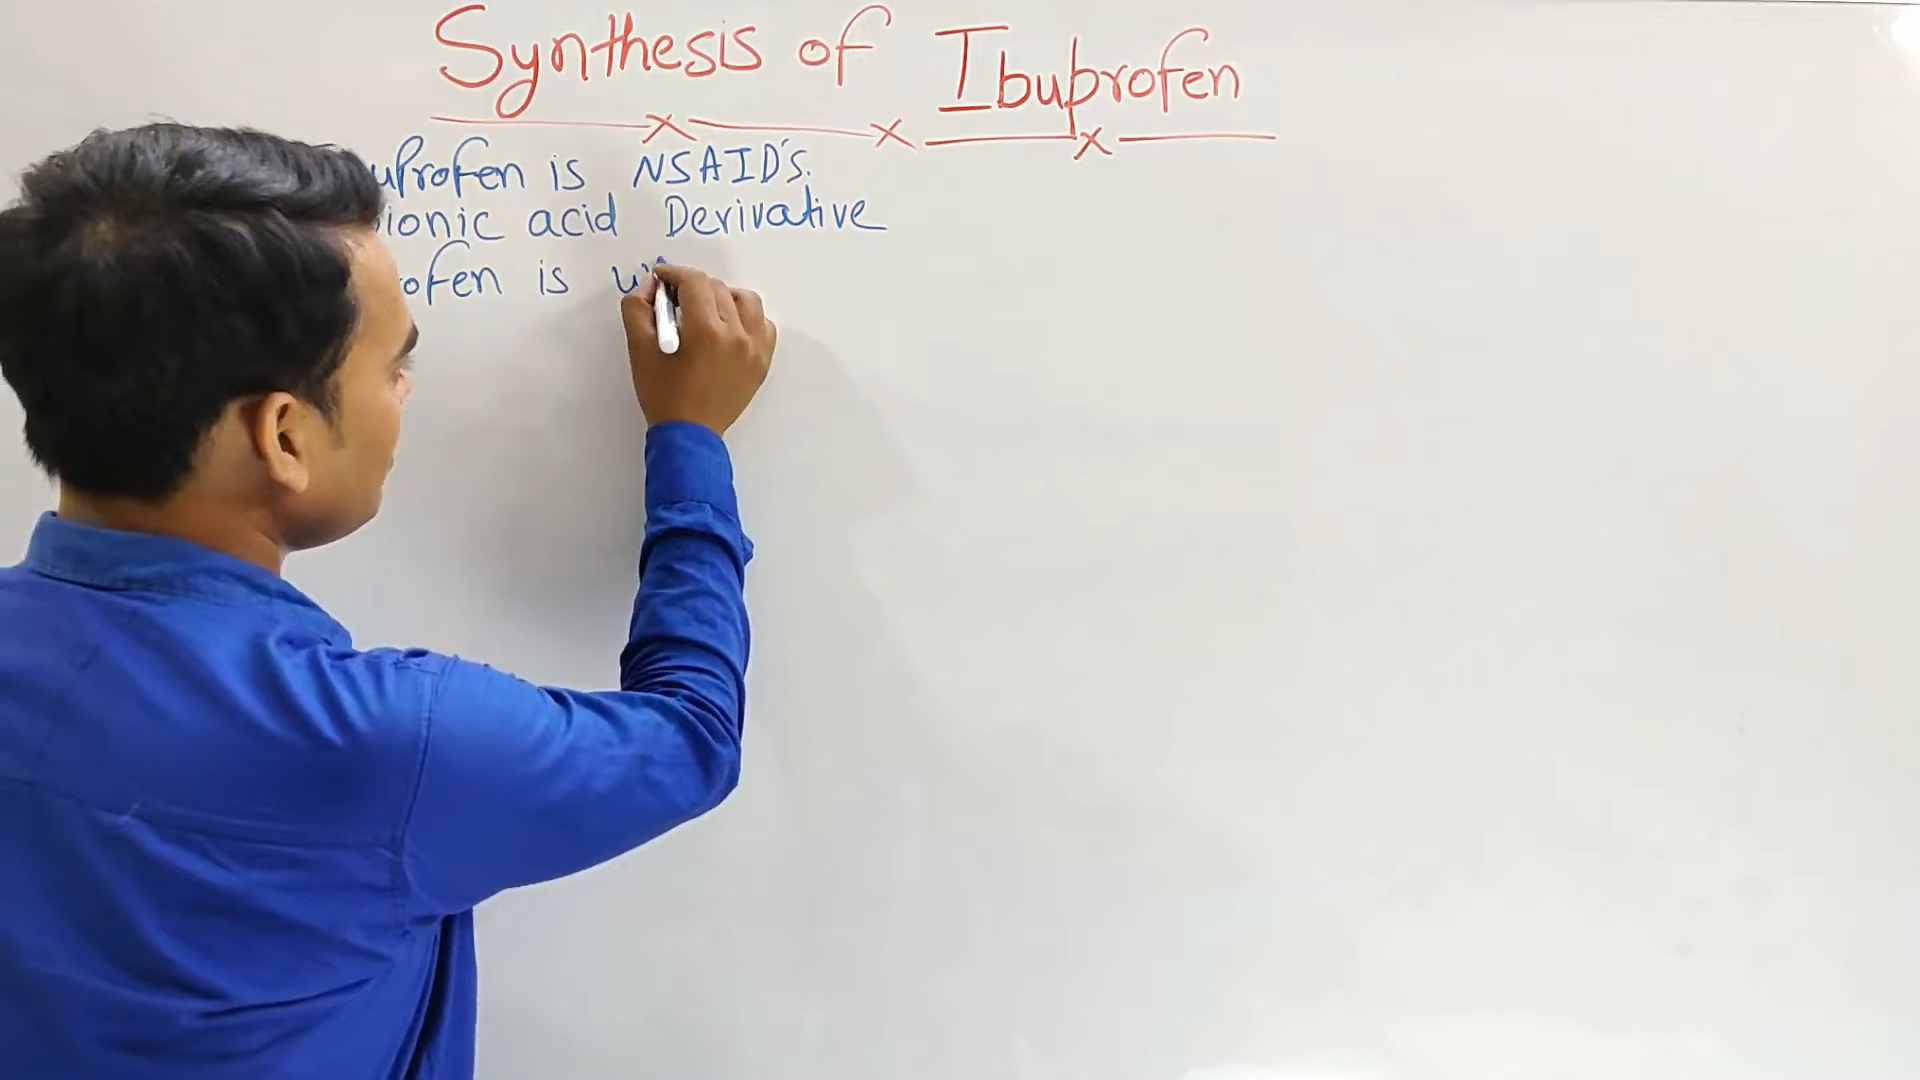 Synthesis of Ibuprofen
uprofen is NSAID's.
ionic acid Derivative
ofen is